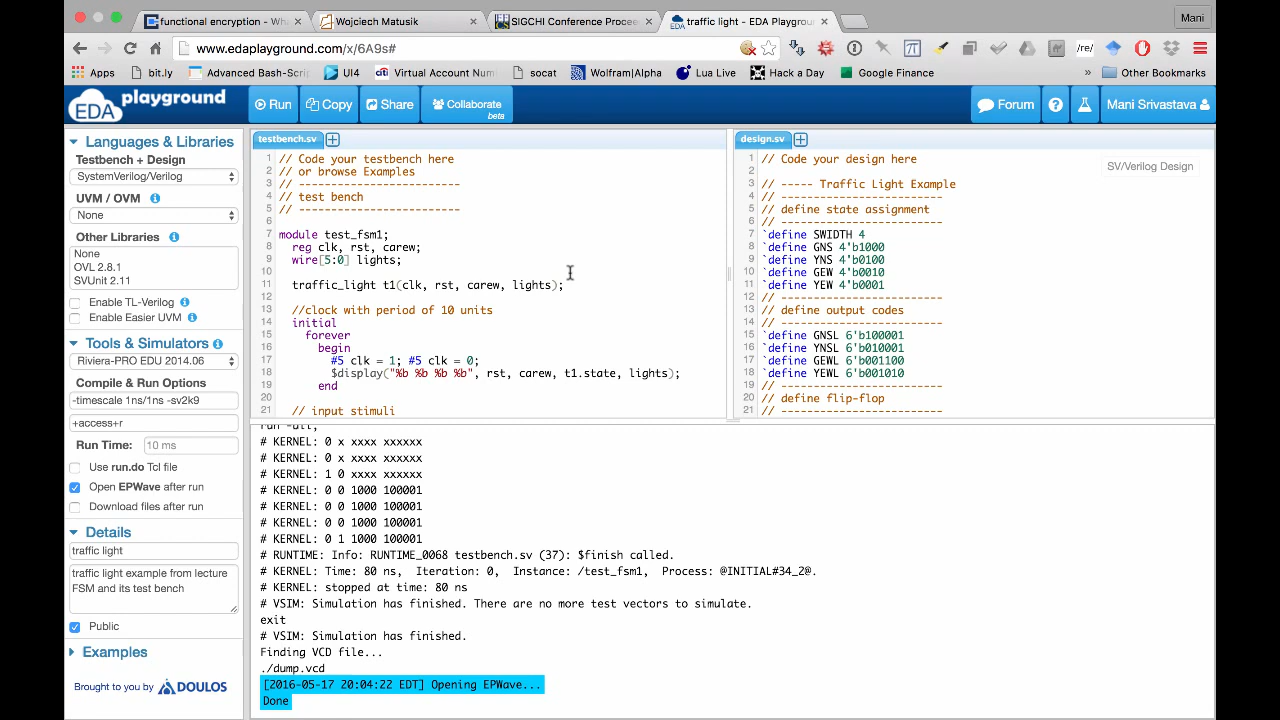 functional encryption - Wha
Wojciech Matusik
SIGCHI Conference Procee
traffic light - EDA Playgrou
Mani
www.edaplayground.com/x/6A9s#
/re/
Apps
bit.ly
Advanced Bash-Scri
UI4
Virtual Account Num
socat
Wolfram|Alpha
Lua Live
Hack a Day
Google Finance
»
Other Bookmarks
EDA playground
Run
Copy
Share
Collaborate
beta
Forum
?
Mani Srivastava
Languages & Libraries
Testbench + Design
SystemVerilog/Verilog
UVM / OVM
None
Other Libraries
None
OVL 2.8.1
SVUnit 2.11
Enable TL-Verilog
Enable Easier UVM
Tools & Simulators
Riviera-PRO EDU 2014.06
Compile & Run Options
-timescale 1ns/1ns -sv2k9
+access+r
Run Time: 10 ms
Use run.do Tcl file
Open EPWave after run
Download files after run
Details
traffic light
traffic light example from lecture
FSM and its test bench
Public
Examples
Brought to you by DOULOS
testbench.sv
1 // Code your testbench here
2 // or browse Examples
3 // -------------------------
4 // test bench
5 // -------------------------
6
7 module test_fsm1;
8 reg clk, rst, carew;
9 wire[5:0] lights;
10
11 traffic_light t1(clk, rst, carew, lights);
12
13 //clock with period of 10 units
14 initial
15 forever
16 begin
17 #5 clk = 1; #5 clk = 0;
18 $display("%b %b %b %b", rst, carew, t1.state, lights);
19 end
20
21 // input stimuli
design.sv
SV/Verilog Design
1 // Code your design here
2
3 // ----- Traffic Light Example
4 // -------------------------
5 // define state assignment
6 // -------------------------
7 `define SWIDTH 4
8 `define GNS 4'b1000
9 `define YNS 4'b0100
10 `define GEW 4'b0010
11 `define YEW 4'b0001
12 // -------------------------
13 // define output codes
14 // -------------------------
15 `define GNSL 6'b100001
16 `define YNSL 6'b010001
17 `define GEWL 6'b001100
18 `define YEWL 6'b001010
19 // -------------------------
20 // define flip-flop
21 // -------------------------
run -all;
# KERNEL: 0 x xxxx xxxxxx
# KERNEL: 0 x xxxx xxxxxx
# KERNEL: 1 0 xxxx xxxxxx
# KERNEL: 0 0 1000 100001
# KERNEL: 0 0 1000 100001
# KERNEL: 0 0 1000 100001
# KERNEL: 0 1 1000 100001
# RUNTIME: Info: RUNTIME_0068 testbench.sv (37): $finish called.
# KERNEL: Time: 80 ns, Iteration: 0, Instance: /test_fsm1, Process: @INITIAL#34_2@.
# KERNEL: stopped at time: 80 ns
# VSIM: Simulation has finished. There are no more test vectors to simulate.
exit
# VSIM: Simulation has finished.
Finding VCD file...
./dump.vcd
[2016-05-17 20:04:22 EDT] Opening EPWave...
Done